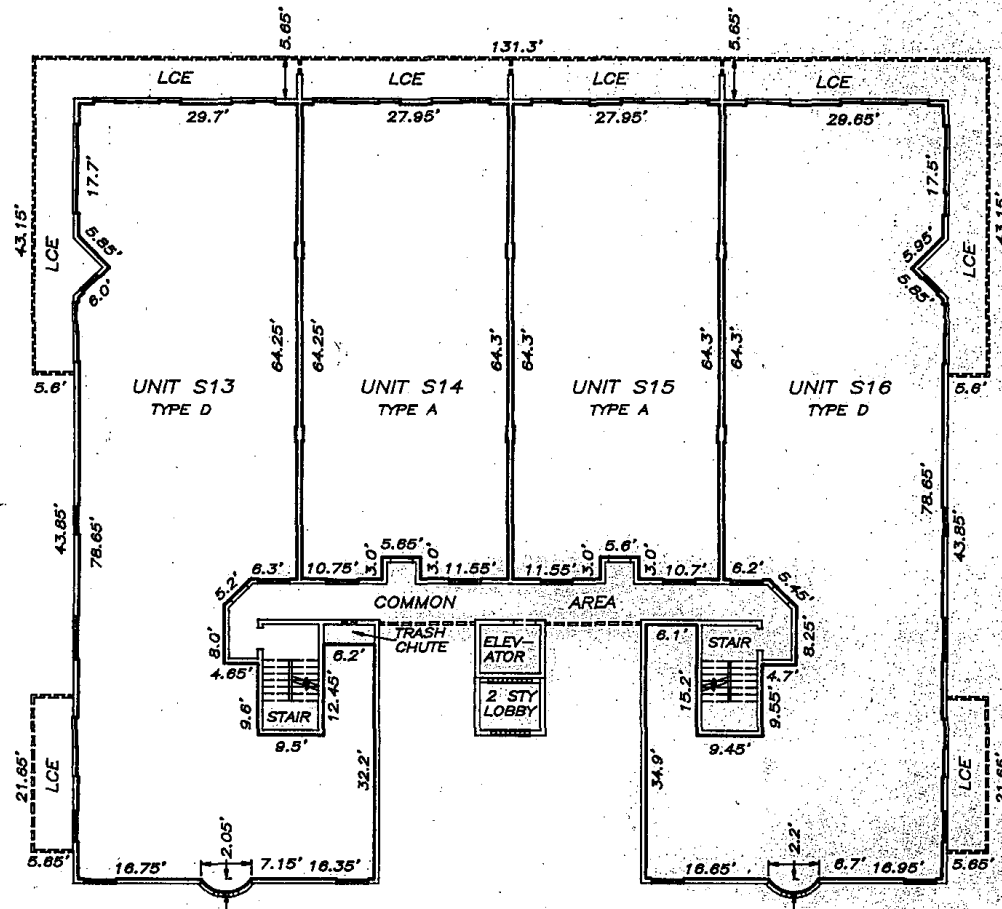 5.65'
131.3'
5.65'
LCE
LCE
LCE
LCE
29.7'
27.95'
27.95'
29.65'
17.7'
17.5'
43.15'
LCE
5.85'
6.0'
5.95'
5.85'
LCE
43.15'
64.25'
64.25'
64.3'
64.3'
64.3'
64.3'
5.6'
UNIT S13
TYPE D
UNIT S14
TYPE A
UNIT S15
TYPE A
UNIT S16
TYPE D
5.6'
43.85'
78.65'
78.65'
43.85'
5.65'
5.6'
3.0'
3.0'
3.0'
3.0'
6.3'
10.75'
11.55'
11.55'
10.7'
6.2'
5.2'
5.45'
COMMON AREA
8.0'
8.25'
TRASH
CHUTE
ELEV-
ATOR
6.1'
STAIR
6.2'
4.65'
4.7'
9.6'
STAIR
12.45'
2 STY
LOBBY
15.2'
9.55'
9.5'
9.45'
21.65'
LCE
32.2'
34.9'
LCE
21.65'
5.65'
16.75'
2.05'
7.15'
16.35'
16.65'
2.2'
6.7'
16.95'
5.65'